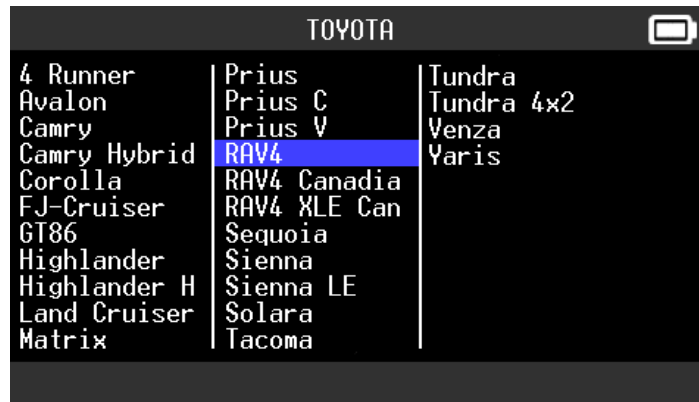 TOYOTA
4 Runner
Avalon
Camry
Camry Hybrid
Corolla
FJ-Cruiser
GT86
Highlander
Highlander H
Land Cruiser
Matrix
Prius
Prius C
Prius V
RAV4
RAV4 Canadia
RAV4 XLE Can
Sequoia
Sienna
Sienna LE
Solara
Tacoma
Tundra
Tundra 4x2
Venza
Yaris